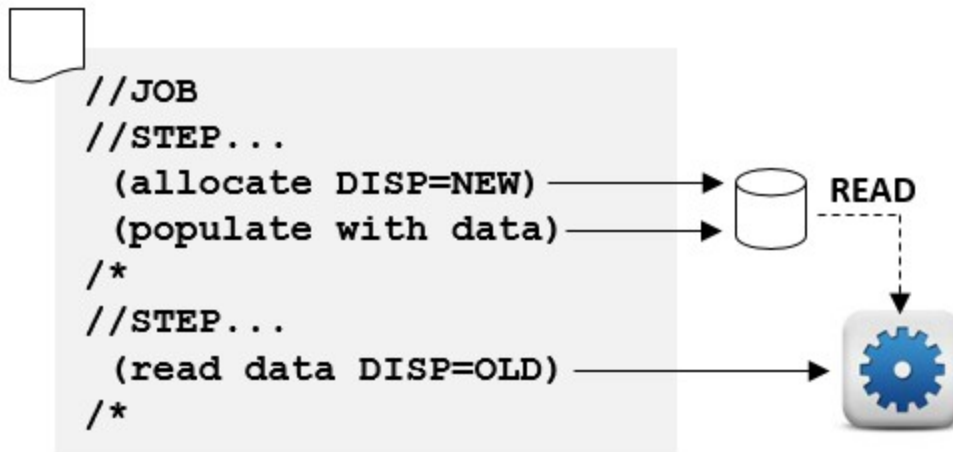 //JOB
//STEP...
(allocate DISP=NEW)
(populate with data)
READ
/*
//STEP...
(read data DISP=OLD)
/*